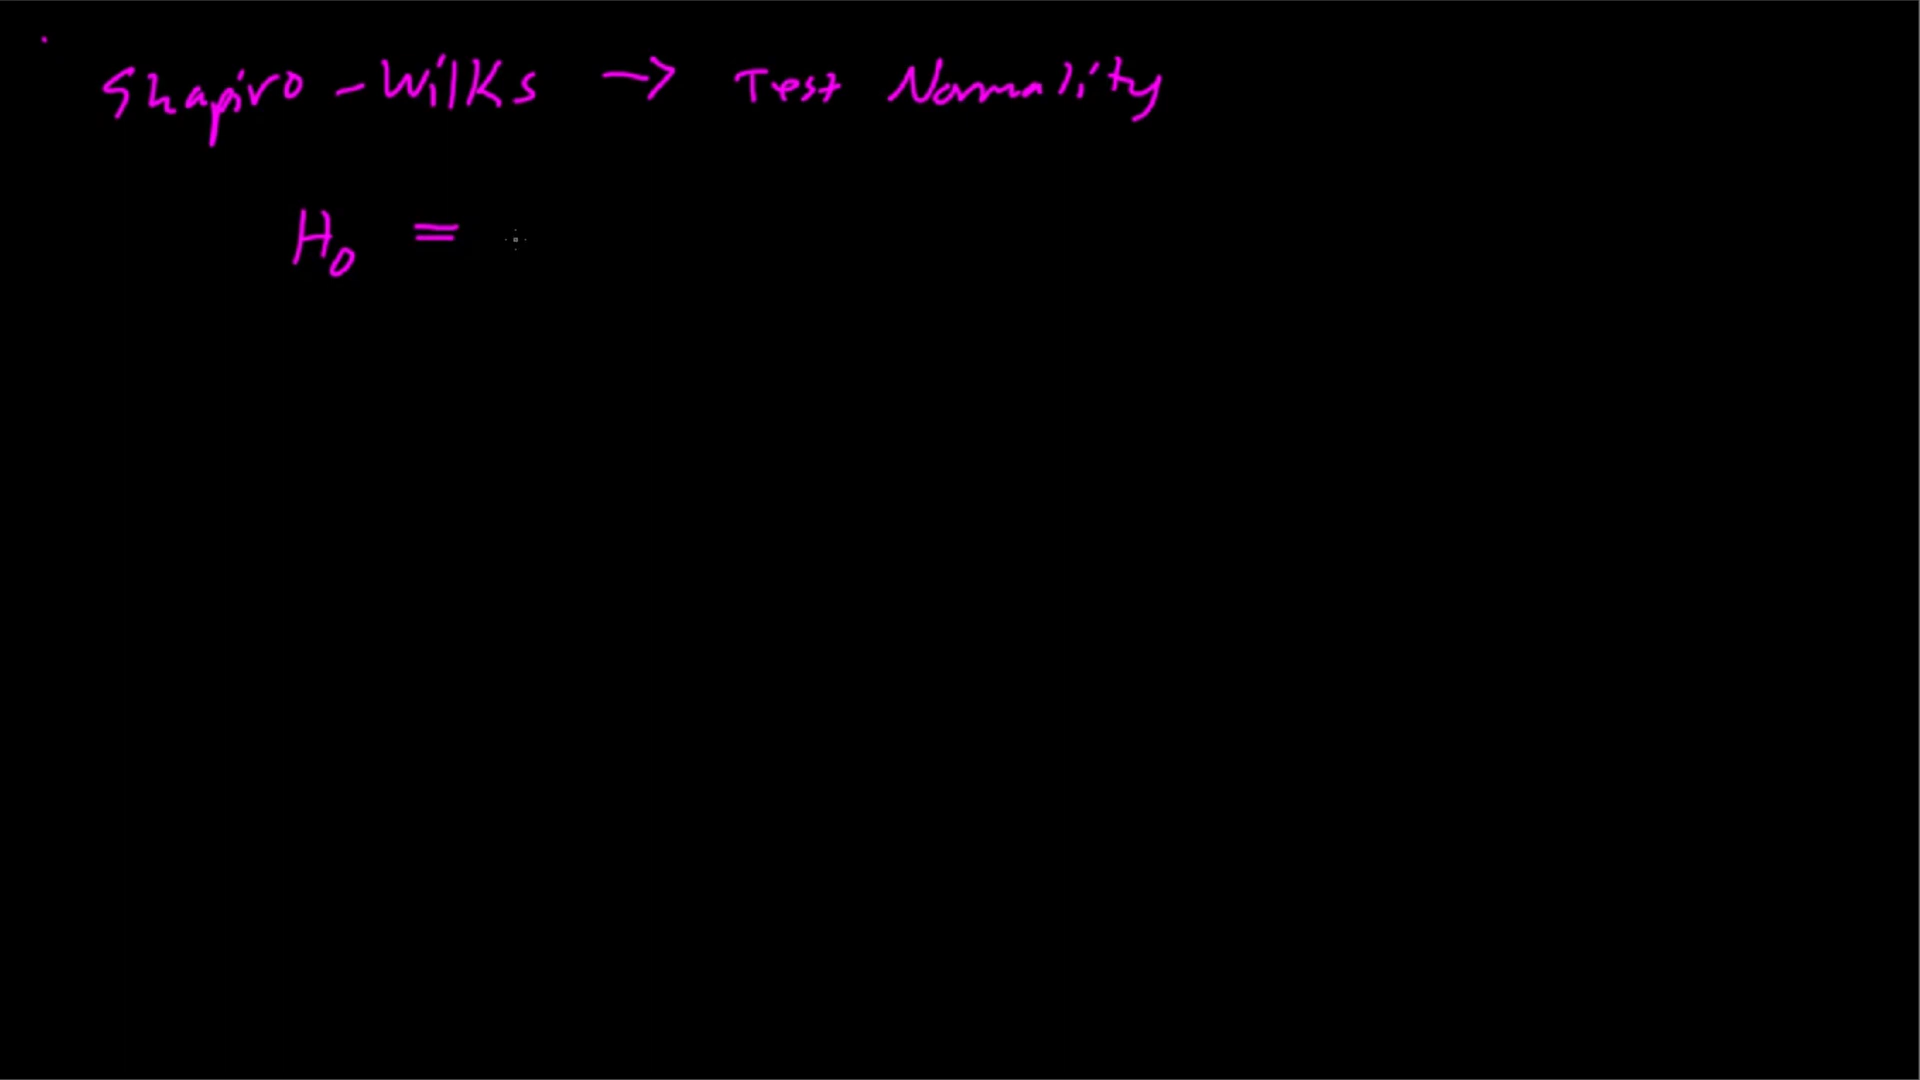 Shapiro - Wilks → Test Normality
H₀ =